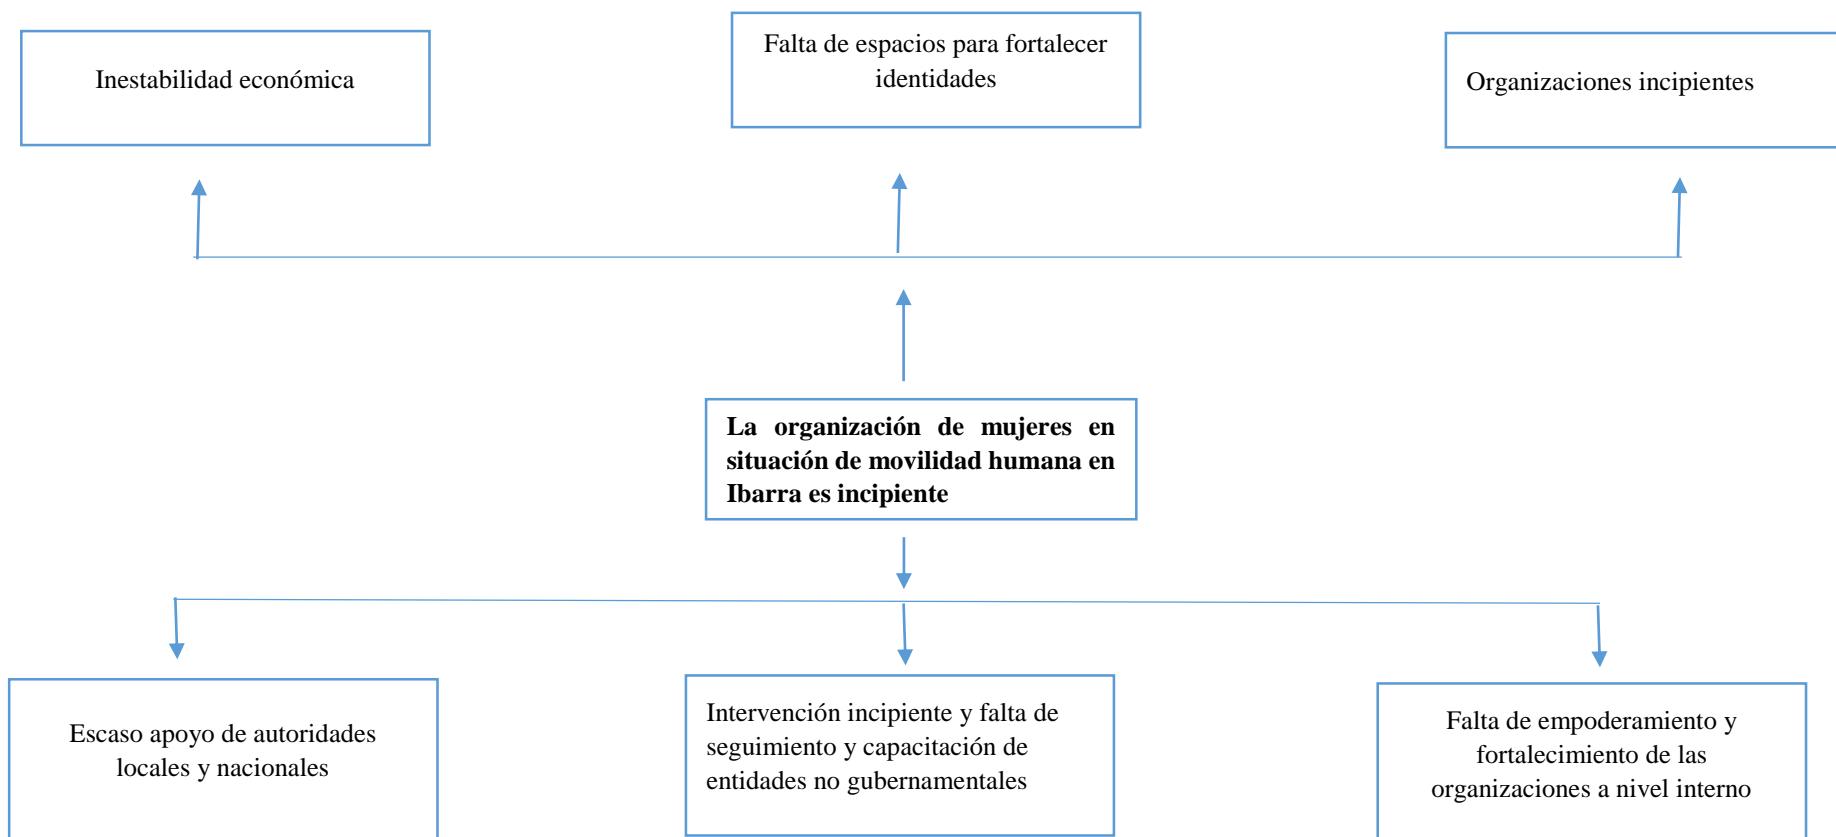 Inestabilidad económica
Falta de espacios para fortalecer
identidades
Organizaciones incipientes
La organización de mujeres en
situación de movilidad humana en
Ibarra es incipiente
Escaso apoyo de autoridades
locales y nacionales
Intervención incipiente y falta de
seguimiento y capacitación de
entidades no gubernamentales
Falta de empoderamiento y
fortalecimiento de las
organizaciones a nivel interno